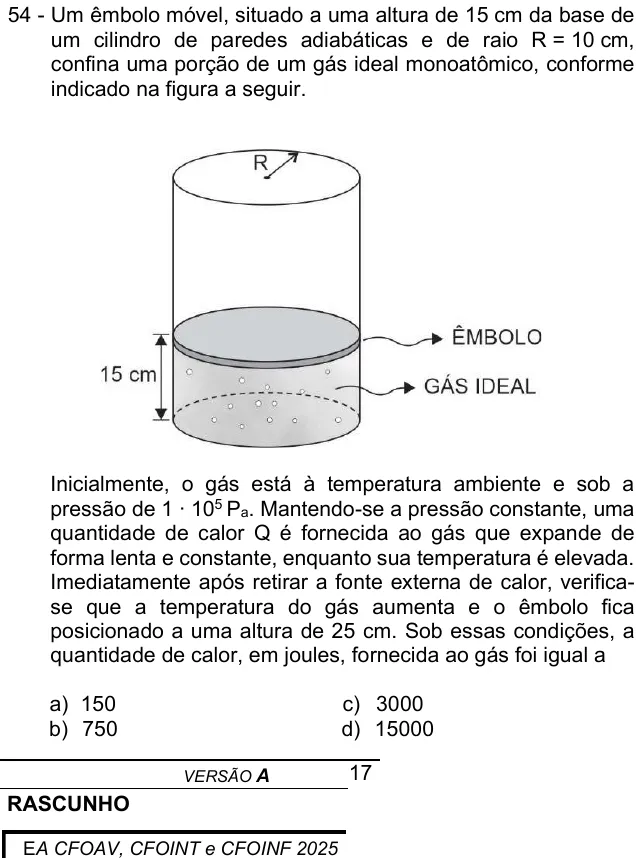 54 - Um êmbolo móvel, situado a uma altura de 15 cm da base de
um cilindro de paredes adiabáticas e de raio R = 10 cm,
confina uma porção de um gás ideal monoatômico, conforme
indicado na figura a seguir.
R
ÊMBOLO
15 cm
GÁS IDEAL
Inicialmente, o gás está à temperatura ambiente e sob a
pressão de 1 · 10⁵ Pₐ. Mantendo-se a pressão constante, uma
quantidade de calor Q é fornecida ao gás que expande de
forma lenta e constante, enquanto sua temperatura é elevada.
Imediatamente após retirar a fonte externa de calor, verifica-
se que a temperatura do gás aumenta e o êmbolo fica
posicionado a uma altura de 25 cm. Sob essas condições, a
quantidade de calor, em joules, fornecida ao gás foi igual a
a) 150 c) 3000
b) 750 d) 15000
VERSÃO A 17
RASCUNHO
EA CFOAV, CFOINT e CFOINF 2025